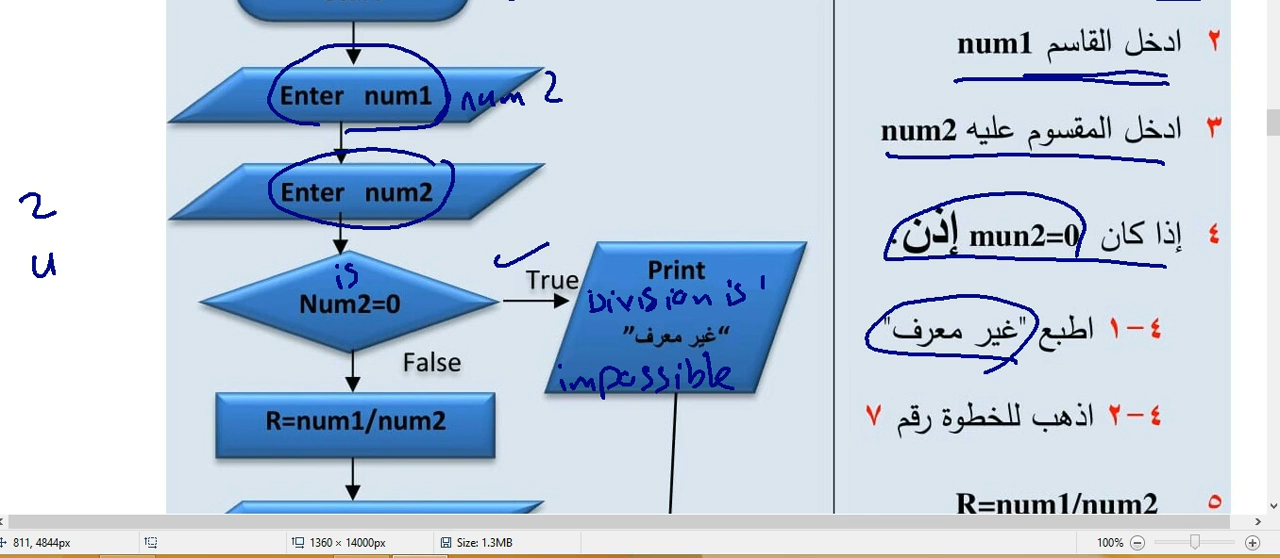 Enter num1
num 2
Enter num2
is
Num2=0
True
Print
Division is
"غير معرف"
impossible
False
R=num1/num2
2
4
٢ ادخل القاسم num1
٣ ادخل المقسوم عليه num2
٤ إذا كان mun2=0 إذن:
٤-١ اطبع "غير معرف"
٤-٢ اذهب للخطوة رقم ٧
٥ R=num1/num2
811, 4844px
1360 × 14000px
Size: 1.3MB
100%